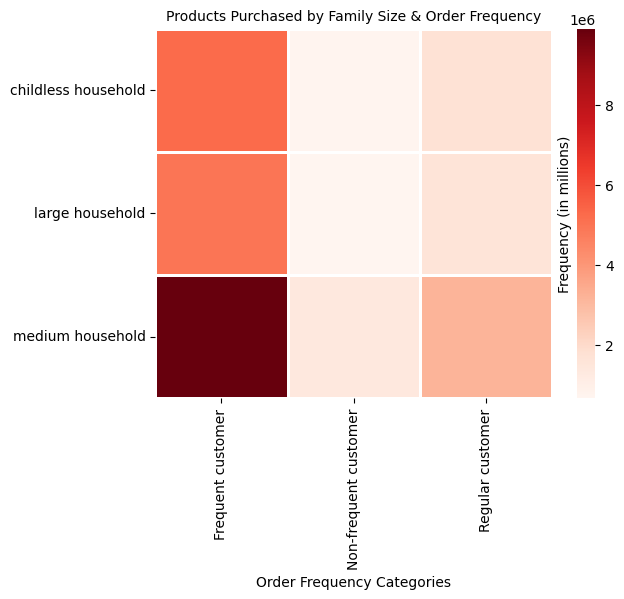 Products Purchased by Family Size & Order Frequency
1e6
childless household
large household
medium household
8
6
4
2
Frequency (in millions)
Frequent customer
Non-frequent customer
Regular customer
Order Frequency Categories